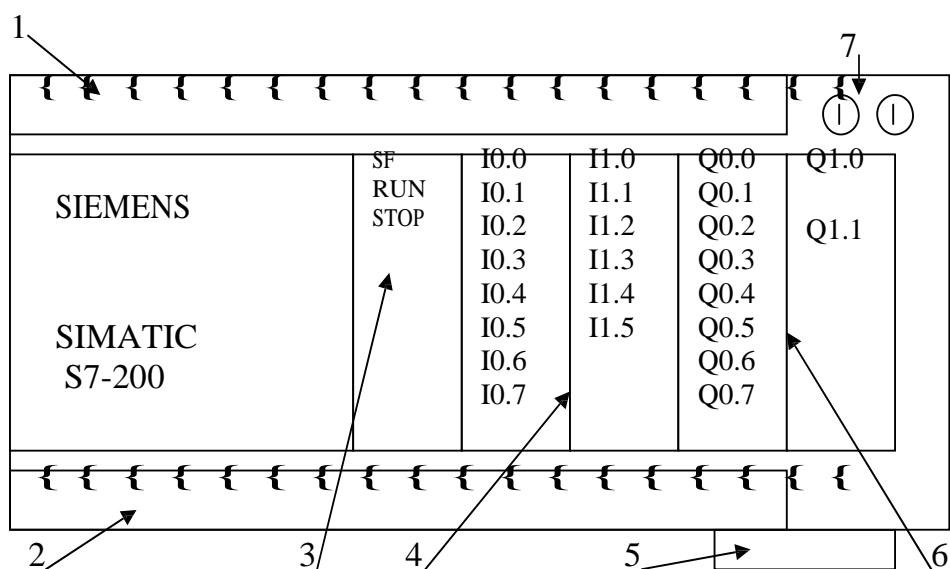 1
7
{ { { { { { { { { { { { { { { { { { {
SIEMENS
SIMATIC
S7-200
SF
RUN
STOP
I0.0
I0.1
I0.2
I0.3
I0.4
I0.5
I0.6
I0.7
I1.0
I1.1
I1.2
I1.3
I1.4
I1.5
Q0.0
Q0.1
Q0.2
Q0.3
Q0.4
Q0.5
Q0.6
Q0.7
Q1.0
Q1.1
{ { { { { { { { { { { { { { { { { { {
2 3 4 5 6